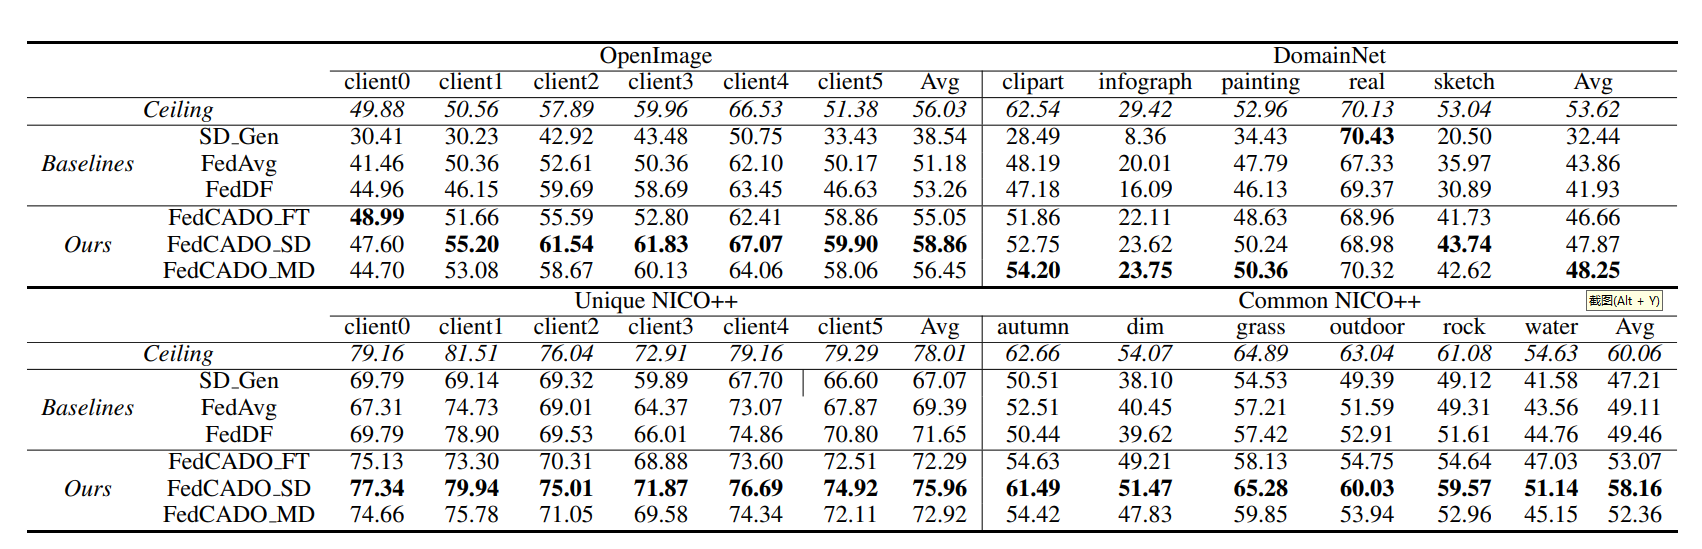 OpenImage DomainNet
client0 client1 client2 client3 client4 client5 Avg clipart infograph painting real sketch Avg
Ceiling 49.88 50.56 57.89 59.96 66.53 51.38 56.03 62.54 29.42 52.96 70.13 53.04 53.62
SD_Gen 30.41 30.23 42.92 43.48 50.75 33.43 38.54 28.49 8.36 34.43 70.43 20.50 32.44
Baselines FedAvg 41.46 50.36 52.61 50.36 62.10 50.17 51.18 48.19 20.01 47.79 67.33 35.97 43.86
FedDF 44.96 46.15 59.69 58.69 63.45 46.63 53.26 47.18 16.09 46.13 69.37 30.89 41.93
FedCADO_FT 48.99 51.66 55.59 52.80 62.41 58.86 55.05 51.86 22.11 48.63 68.96 41.73 46.66
Ours FedCADO_SD 47.60 55.20 61.54 61.83 67.07 59.90 58.86 52.75 23.62 50.24 68.98 43.74 47.87
FedCADO_MD 44.70 53.08 58.67 60.13 64.06 58.06 56.45 54.20 23.75 50.36 70.32 42.62 48.25
Unique NICO++ Common NICO++ 截图(Alt + Y)
client0 client1 client2 client3 client4 client5 Avg autumn dim grass outdoor rock water Avg
Ceiling 79.16 81.51 76.04 72.91 79.16 79.29 78.01 62.66 54.07 64.89 63.04 61.08 54.63 60.06
SD_Gen 69.79 69.14 69.32 59.89 67.70 66.60 67.07 50.51 38.10 54.53 49.39 49.12 41.58 47.21
Baselines FedAvg 67.31 74.73 69.01 64.37 73.07 67.87 69.39 52.51 40.45 57.21 51.59 49.31 43.56 49.11
FedDF 69.79 78.90 69.53 66.01 74.86 70.80 71.65 50.44 39.62 57.42 52.91 51.61 44.76 49.46
FedCADO_FT 75.13 73.30 70.31 68.88 73.60 72.51 72.29 54.63 49.21 58.13 54.75 54.64 47.03 53.07
Ours FedCADO_SD 77.34 79.94 75.01 71.87 76.69 74.92 75.96 61.49 51.47 65.28 60.03 59.57 51.14 58.16
FedCADO_MD 74.66 75.78 71.05 69.58 74.34 72.11 72.92 54.42 47.83 59.85 53.94 52.96 45.15 52.36